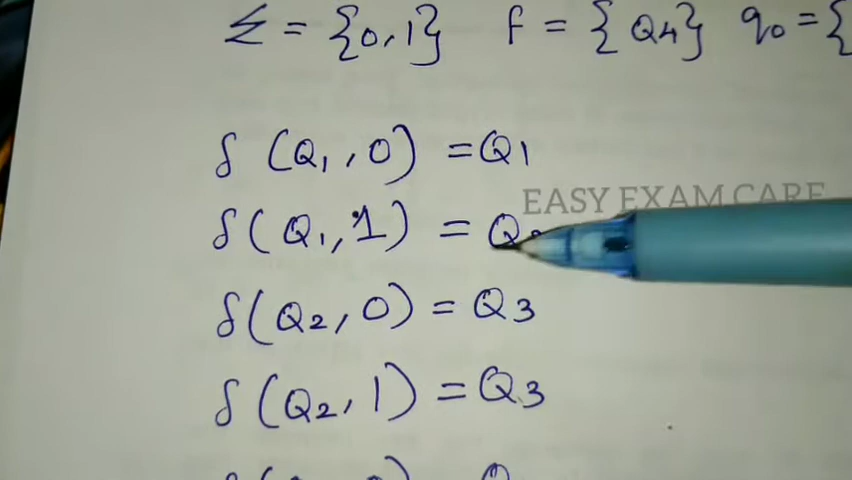 Σ = {0,1} F = {Q4} q0 = {
δ (Q1,0) = Q1
EASY EXAM CARE
δ(Q1,1) = Q
δ(Q2,0) = Q3
δ(Q2,1) = Q3